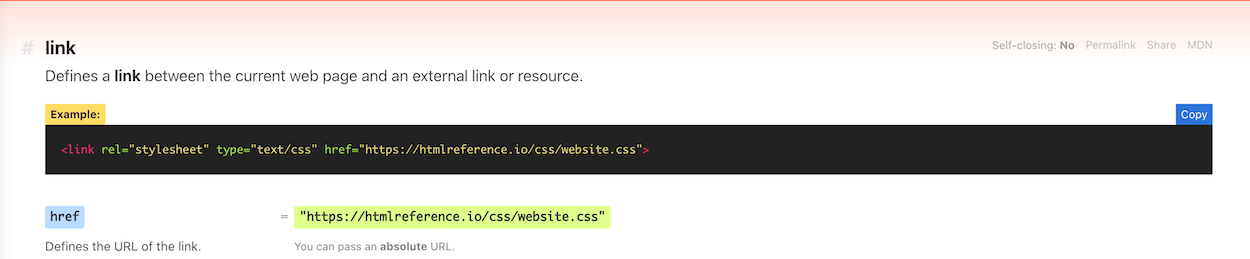 # link
Self-closing: No Permalink Share MDN
Defines a link between the current web page and an external link or resource.
Example:
Copy
<link rel="stylesheet" type="text/css" href="https://htmlreference.io/css/website.css">
href = "https://htmlreference.io/css/website.css"
Defines the URL of the link.
You can pass an absolute URL.